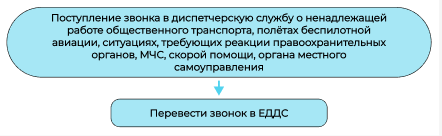 Поступление звонка в диспетчерскую службу о ненадлежащей
работе общественного транспорта, полётах беспилотной
авиации, ситуациях, требующих реакции правоохранительных
органов, МЧС, скорой помощи, органа местного
самоуправления
Перевести звонок в ЕДДС